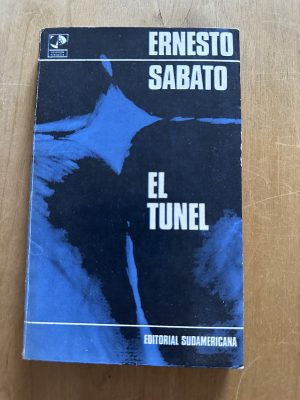 ERNESTO
SABATO
EL
TUNEL
EDITORIAL SUDAMERICANA